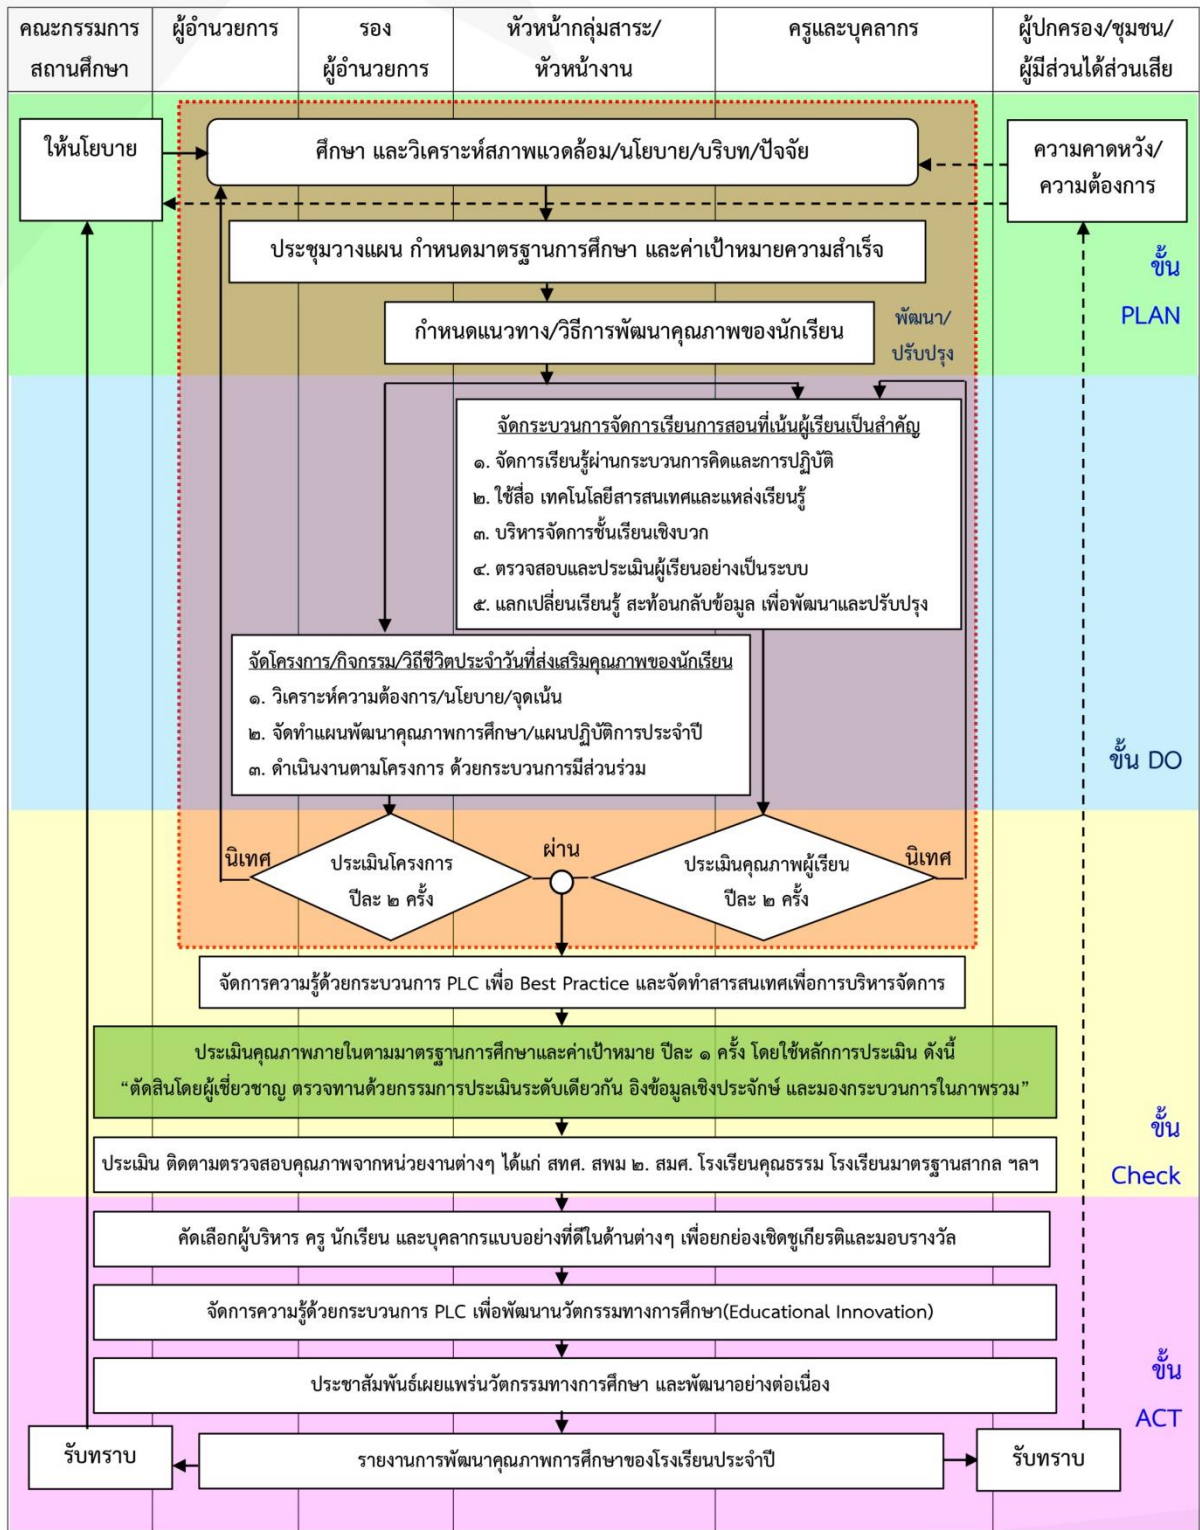 คณะกรรมการ
สถานศึกษา
ผู้อำนวยการ
รอง
ผู้อำนวยการ
หัวหน้ากลุ่มสาระ/
หัวหน้างาน
ครูและบุคลากร
ผู้ปกครอง/ชุมชน/
ผู้มีส่วนได้ส่วนเสีย
ให้นโยบาย
ศึกษา และวิเคราะห์สภาพแวดล้อม/นโยบาย/บริบท/ปัจจัย
ความคาดหวัง/
ความต้องการ
ประชุมวางแผน กำหนดมาตรฐานการศึกษา และค่าเป้าหมายความสำเร็จ
ขั้น
PLAN
กำหนดแนวทาง/วิธีการพัฒนาคุณภาพของนักเรียน
พัฒนา/
ปรับปรุง
จัดกระบวนการจัดการเรียนการสอนที่เน้นผู้เรียนเป็นสำคัญ
๑. จัดการเรียนรู้ผ่านกระบวนการคิดและการปฏิบัติ
๒. ใช้สื่อ เทคโนโลยีสารสนเทศและแหล่งเรียนรู้
๓. บริหารจัดการชั้นเรียนเชิงบวก
๔. ตรวจสอบและประเมินผู้เรียนอย่างเป็นระบบ
๕. แลกเปลี่ยนเรียนรู้ สะท้อนกลับข้อมูล เพื่อพัฒนาและปรับปรุง
จัดโครงการ/กิจกรรม/วิถีชีวิตประจำวันที่ส่งเสริมคุณภาพของนักเรียน
๑. วิเคราะห์ความต้องการ/นโยบาย/จุดเน้น
๒. จัดทำแผนพัฒนาคุณภาพการศึกษา/แผนปฏิบัติการประจำปี
๓. ดำเนินงานตามโครงการ ด้วยกระบวนการมีส่วนร่วม
ขั้น DO
นิเทศ
ประเมินโครงการ
ปีละ ๒ ครั้ง
ผ่าน
ประเมินคุณภาพผู้เรียน
ปีละ ๒ ครั้ง
นิเทศ
จัดการความรู้ด้วยกระบวนการ PLC เพื่อ Best Practice และจัดทำสารสนเทศเพื่อการบริหารจัดการ
ประเมินคุณภาพภายในตามมาตรฐานการศึกษาและค่าเป้าหมาย ปีละ ๑ ครั้ง โดยใช้หลักการประเมิน ดังนี้
“ตัดสินโดยผู้เชี่ยวชาญ ตรวจทานด้วยกรรมการประเมินระดับเดียวกัน อิงข้อมูลเชิงประจักษ์ และมองกระบวนการในภาพรวม”
ขั้น
Check
ประเมิน ติดตามตรวจสอบคุณภาพจากหน่วยงานต่างๆ ได้แก่ สทศ. สพม ๒. สมศ. โรงเรียนคุณธรรม โรงเรียนมาตรฐานสากล ฯลฯ
คัดเลือกผู้บริหาร ครู นักเรียน และบุคลากรแบบอย่างที่ดีในด้านต่างๆ เพื่อยกย่องเชิดชูเกียรติและมอบรางวัล
จัดการความรู้ด้วยกระบวนการ PLC เพื่อพัฒนานวัตกรรมทางการศึกษา(Educational Innovation)
ประชาสัมพันธ์เผยแพร่นวัตกรรมทางการศึกษา และพัฒนาอย่างต่อเนื่อง
ขั้น
ACT
รับทราบ
รายงานการพัฒนาคุณภาพการศึกษาของโรงเรียนประจำปี
รับทราบ